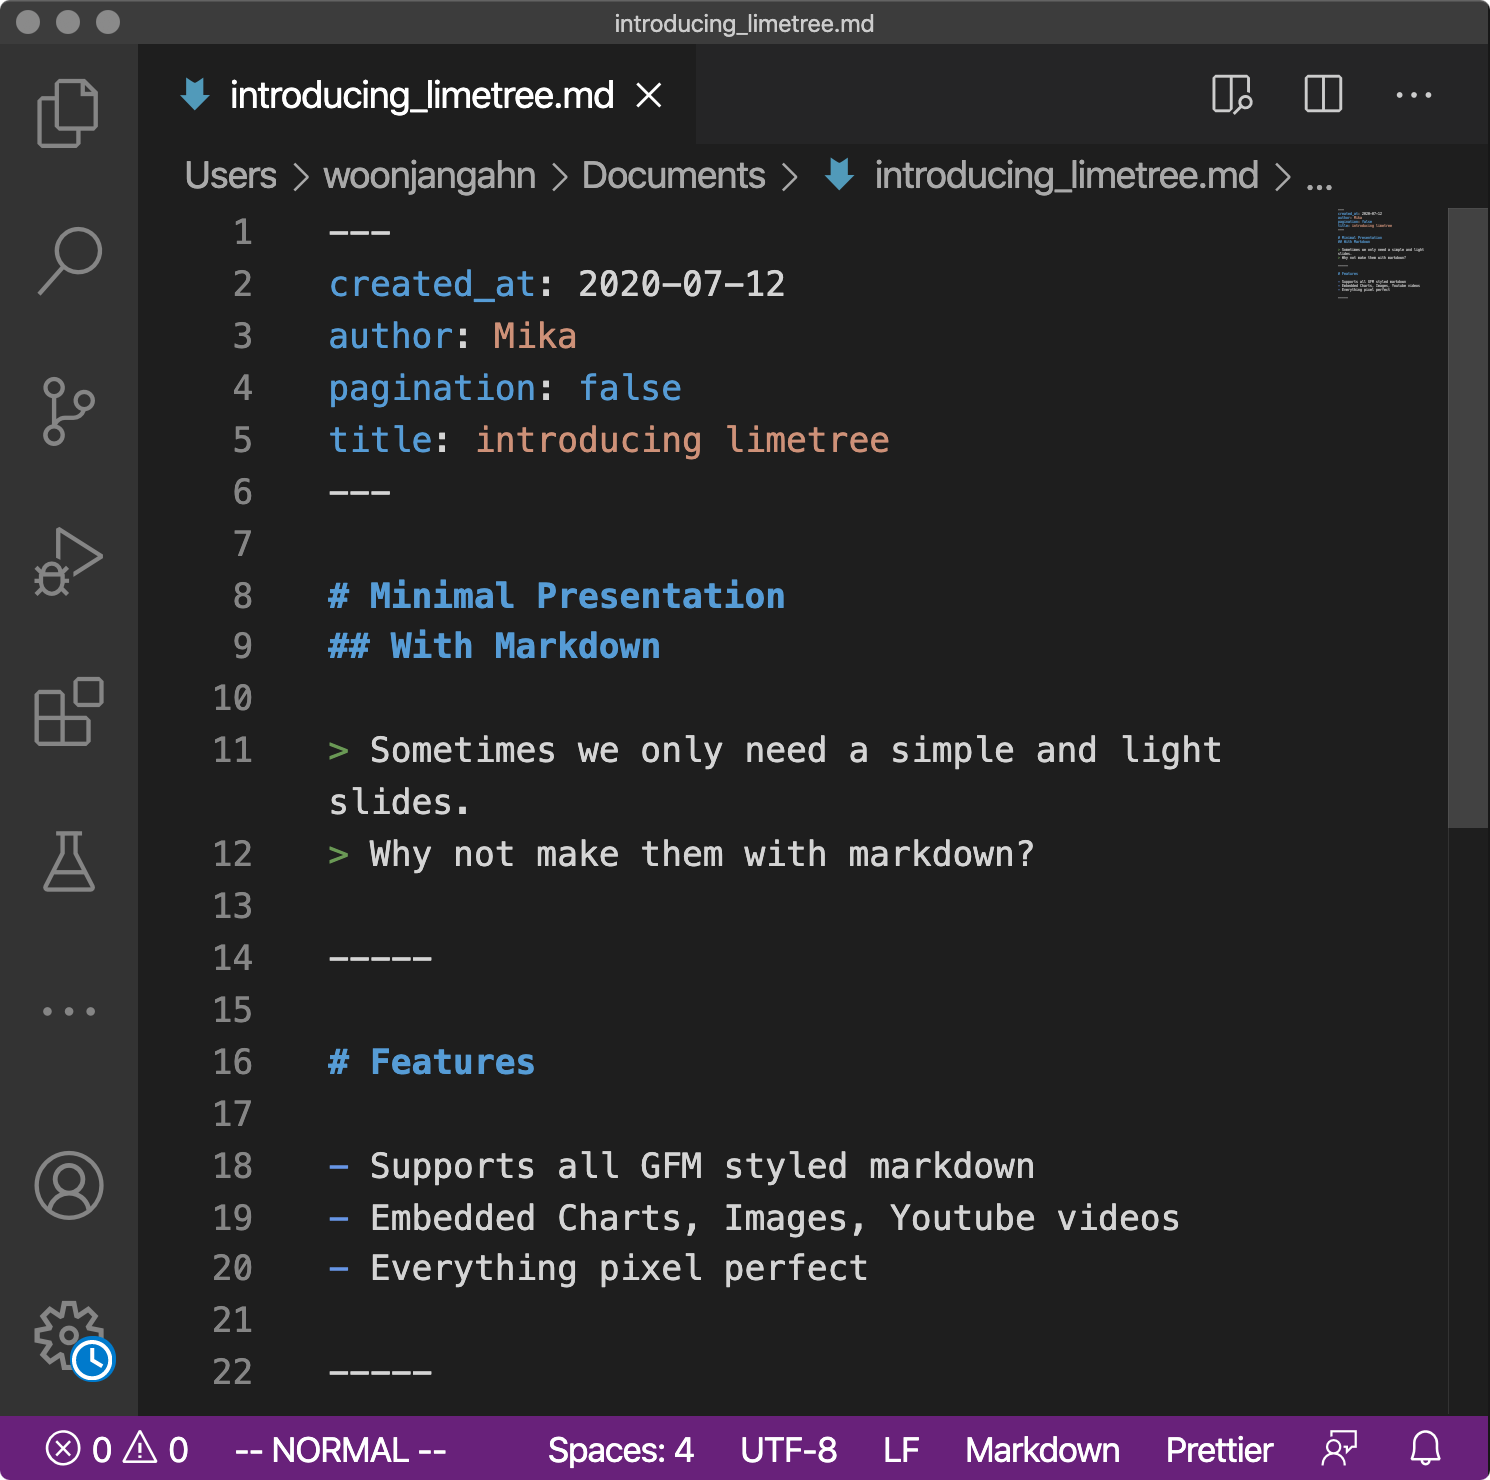 introducing_limetree.md
introducing_limetree.md
Users > woonjangahn > Documents > introducing_limetree.md > ...
1 ---
2 created_at: 2020-07-12
3 author: Mika
4 pagination: false
5 title: introducing limetree
6 ---
7
8 # Minimal Presentation
9 ## With Markdown
10
11 > Sometimes we only need a simple and light
slides.
12 > Why not make them with markdown?
13
14 -----
15
16 # Features
17
18 - Supports all GFM styled markdown
19 - Embedded Charts, Images, Youtube videos
20 - Everything pixel perfect
21
22 -----
0 0 -- NORMAL -- Spaces: 4 UTF-8 LF Markdown Prettier